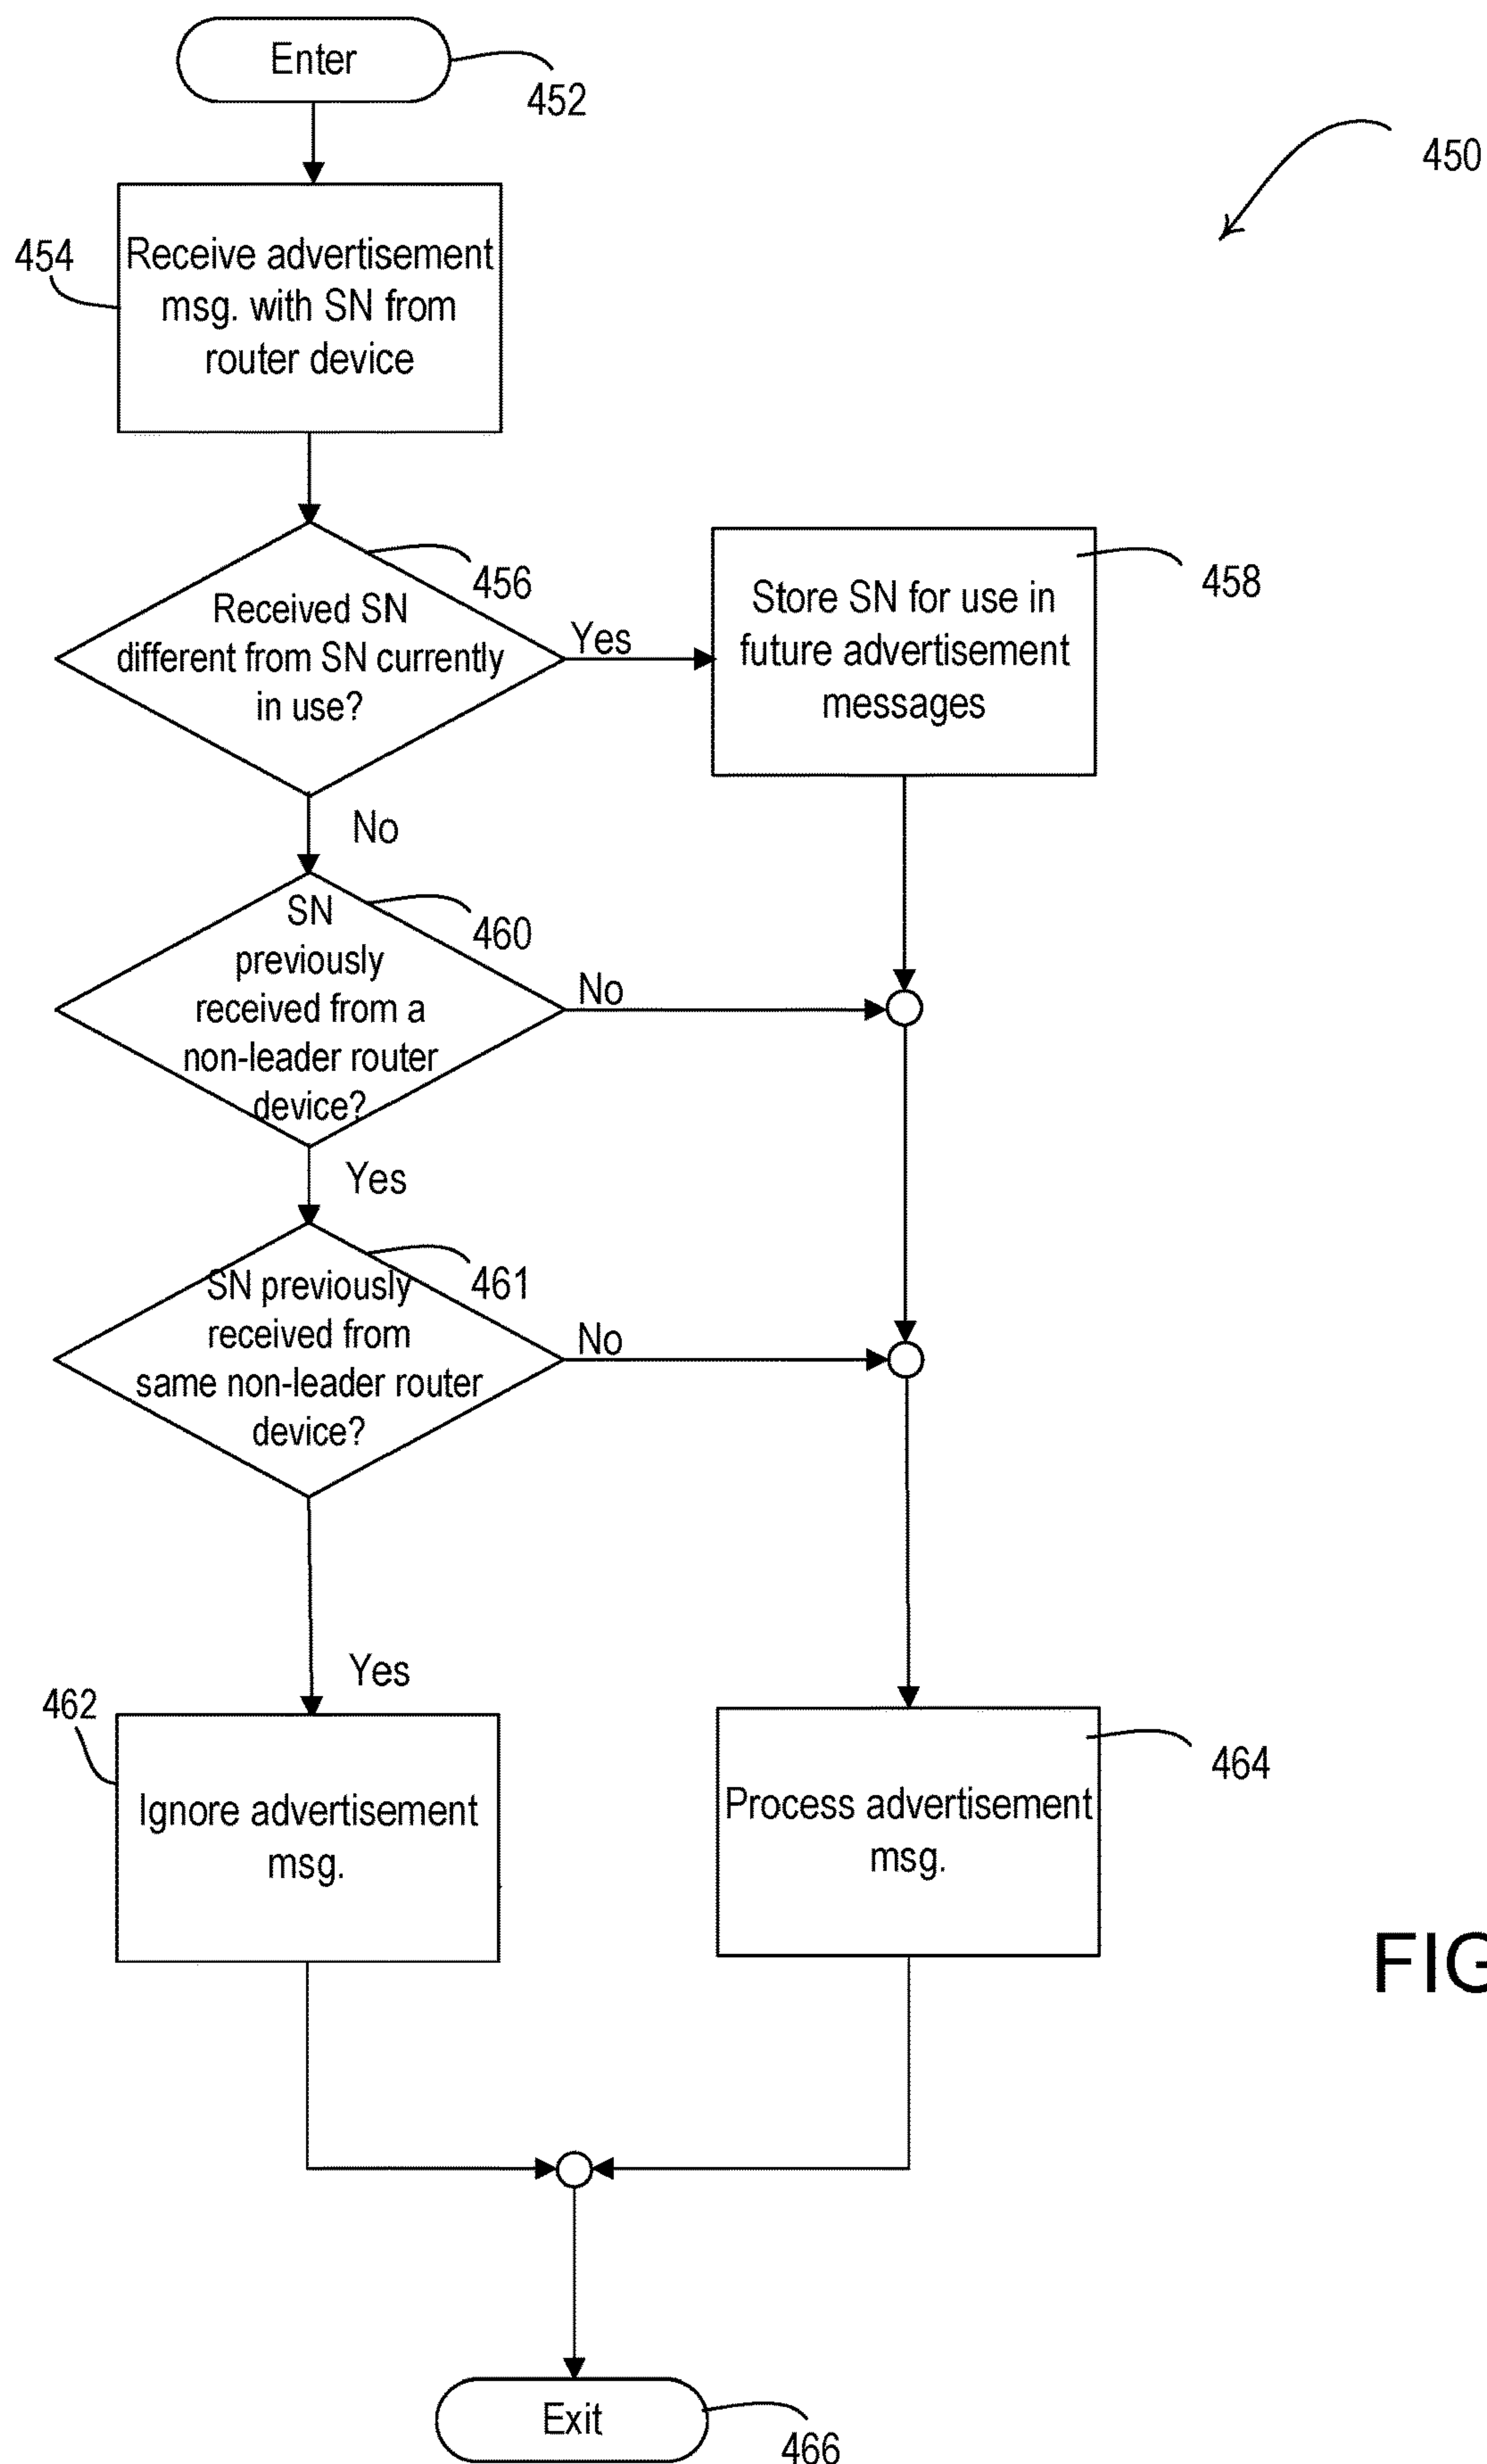 Enter
452
450
454
Receive advertisement
msg. with SN from
router device
456
Received SN
different from SN currently
in use?
Yes
458
Store SN for use in
future advertisement
messages
No
460
SN
previously
received from a
non-leader router
device?
No
Yes
461
SN previously
received from
same non-leader router
device?
No
Yes
462
Ignore advertisement
msg.
464
Process advertisement
msg.
FIG
Exit
466